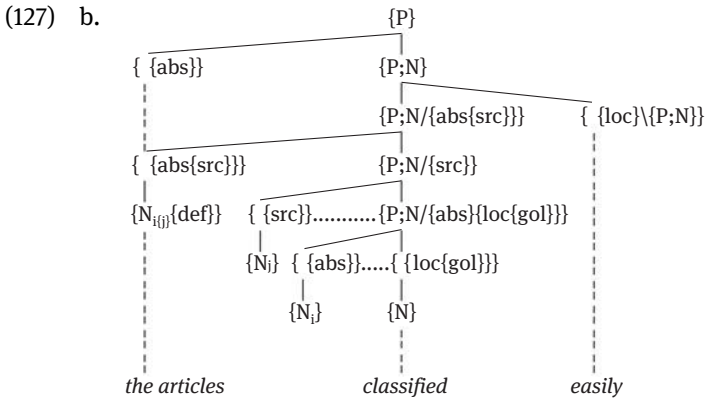 (127) b. {P}
{ {abs}} {P;N}
{P;N/{abs{src}}} { {loc}\{P;N}}
{ {abs{src}}} {P;N/{src}}
{N_{i{j}}{def}} { {src}}...........{P;N/{abs}{loc{gol}}}
{N_j} { {abs}}.....{ {loc{gol}}}
{N_i} {N}
the articles classified easily